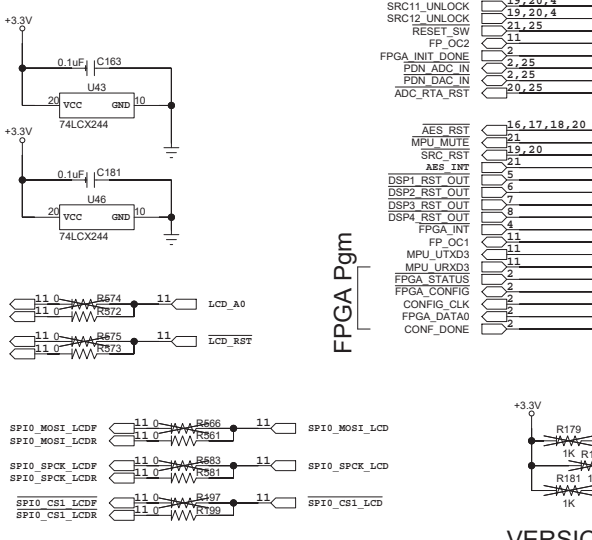 +3.3V
0.1uF C163
U43
20 VCC GND 10
74LCX244
+3.3V
0.1uF C181
U46
20 VCC GND 10
74LCX244
11 0 R574 11 LCD_A0
11 0 R572
11 0 R575 11 LCD_RST
11 0 R573
SPI0_MOSI_LCDF 11 0 R566 11 SPI0_MOSI_LCD
SPI0_MOSI_LCDR 11 0 R561
SPI0_SPCK_LCDF 11 0 R583 11 SPI0_SPCK_LCD
SPI0_SPCK_LCDR 11 0 R581
SPI0_CS1_LCDF 11 0 R197 11 SPI0_CS1_LCD
SPI0_CS1_LCDR 11 0 R199
SRC11_UNLOCK 19,20,4
SRC12_UNLOCK 19,20,4
RESET_SW 21,25
FP_OC2 11
FPGA_INIT_DONE 2
PDN_ADC_IN 2,25
PDN_DAC_IN 2,25
ADC_RTA_RST 20,25
AES_RST 16,17,18,20
MPU_MUTE 21
SRC_RST 19,20
AES_INT 21
DSP1_RST_OUT 5
DSP2_RST_OUT 6
DSP3_RST_OUT 7
DSP4_RST_OUT 8
FPGA_INT 4
FP_OC1 11
MPU_UTXD3 11
MPU_URXD3 11
FPGA_STATUS 2
FPGA_CONFIG 2
CONFIG_CLK 2
FPGA_DATA0 2
CONF_DONE 2
FPGA Pgm
+3.3V
R179
1K
R181
1K